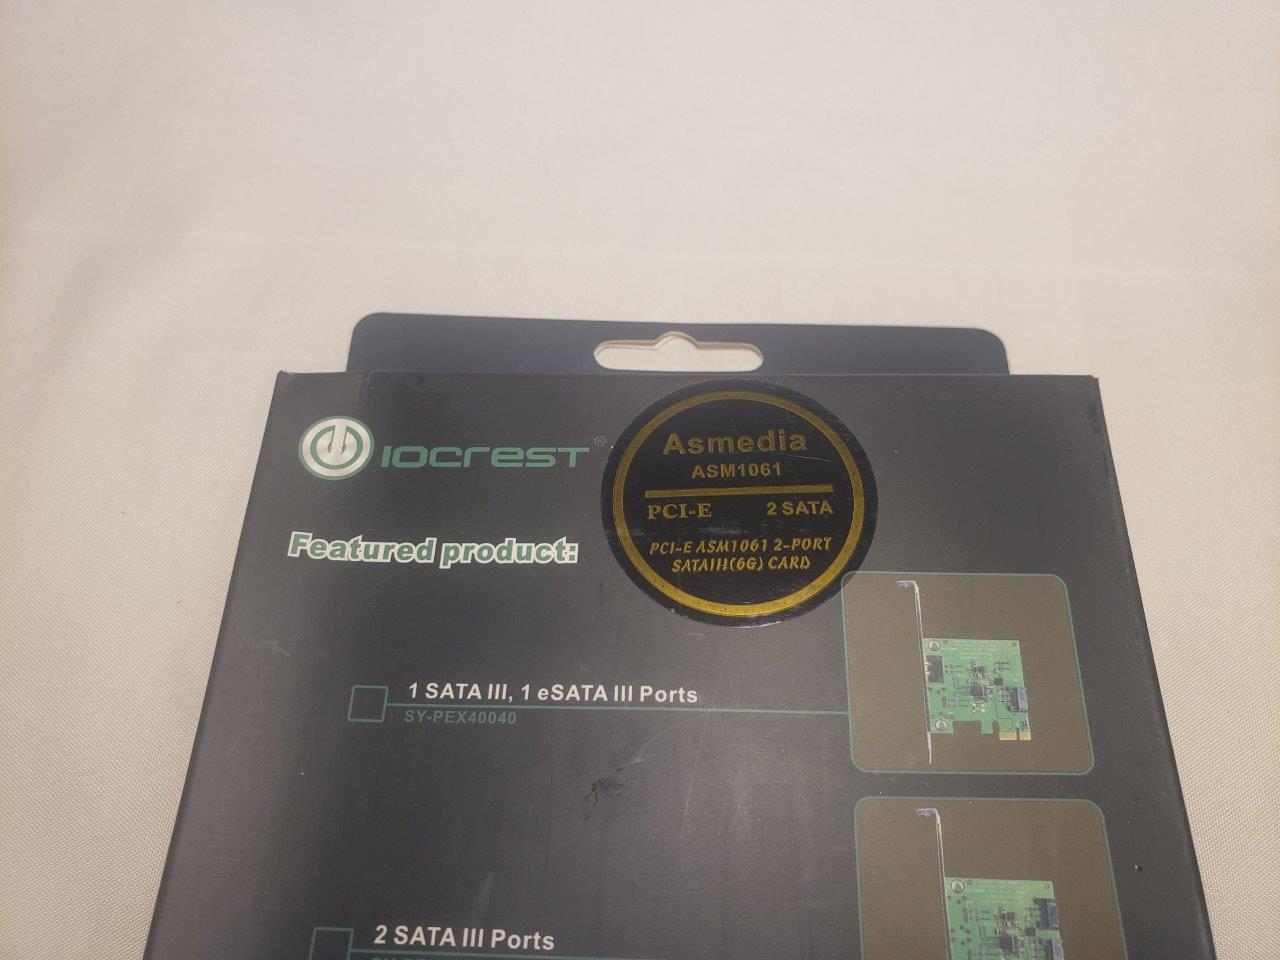 IOCREST®
Asmedia
ASM1061
PCI-E 2 SATA
PCI-E ASM1061 2-PORT
SATAIH(6G) CARD
Featured product:
1 SATA III, 1 eSATA III Ports
SY-PEX40040
2 SATA III Ports